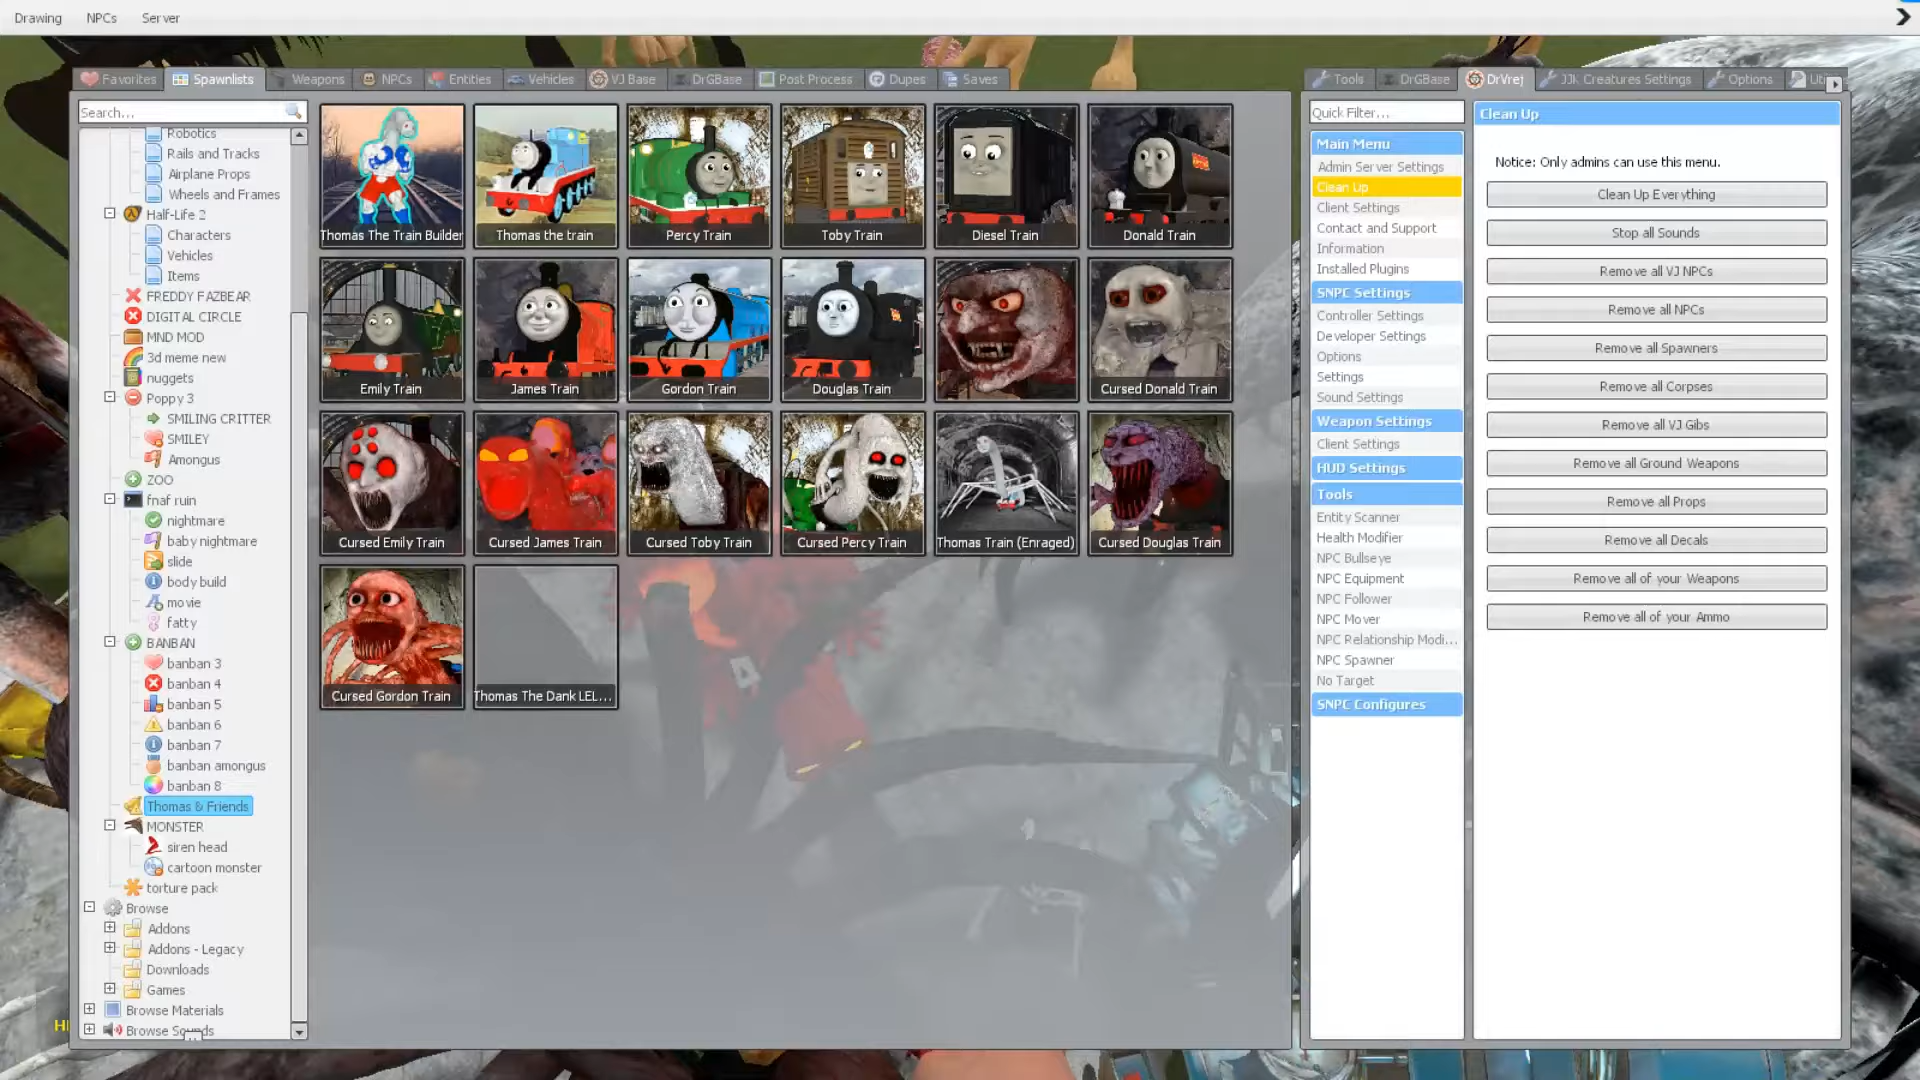 Drawing NPCs Server
Favorites Spawnlists Weapons NPCs Entities Vehicles VJ Base DrGBase Post Process Dupes Saves
Search...
Robotics
Rails and Tracks
Airplane Props
Wheels and Frames
Half-Life 2
Characters
Vehicles
Items
FREDDY FAZBEAR
DIGITAL CIRCLE
MND MOD
3d meme new
nuggets
Poppy 3
SMILING CRITTER
SMILEY
Amongus
ZOO
fnaf ruin
nightmare
baby nightmare
slide
body build
movie
fatty
BANBAN
banban 3
banban 4
banban 5
banban 6
banban 7
banban amongus
banban 8
Thomas & Friends
MONSTER
siren head
cartoon monster
torture pack
Browse
Addons
Addons - Legacy
Downloads
Games
Browse Materials
Browse Sounds
Thomas The Train Builder
Thomas the train
Percy Train
Toby Train
Diesel Train
Donald Train
Emily Train
James Train
Gordon Train
Douglas Train
Cursed Donald Train
Cursed Emily Train
Cursed James Train
Cursed Toby Train
Cursed Percy Train
Thomas Train (Enraged)
Cursed Douglas Train
Cursed Gordon Train
Thomas The Dank LEL...
Tools DrGBase DrVrej JJK Creatures Settings Options
Quick Filter...
Main Menu
Admin Server Settings
Clean Up
Client Settings
Contact and Support
Information
Installed Plugins
SNPC Settings
Controller Settings
Developer Settings
Options
Settings
Sound Settings
Weapon Settings
Client Settings
HUD Settings
Tools
Entity Scanner
Health Modifier
NPC Bullseye
NPC Equipment
NPC Follower
NPC Mover
NPC Relationship Modi...
NPC Spawner
No Target
SNPC Configures
Clean Up
Notice: Only admins can use this menu.
Clean Up Everything
Stop all Sounds
Remove all VJ NPCs
Remove all NPCs
Remove all Spawners
Remove all Corpses
Remove all VJ Gibs
Remove all Ground Weapons
Remove all Props
Remove all Decals
Remove all of your Weapons
Remove all of your Ammo